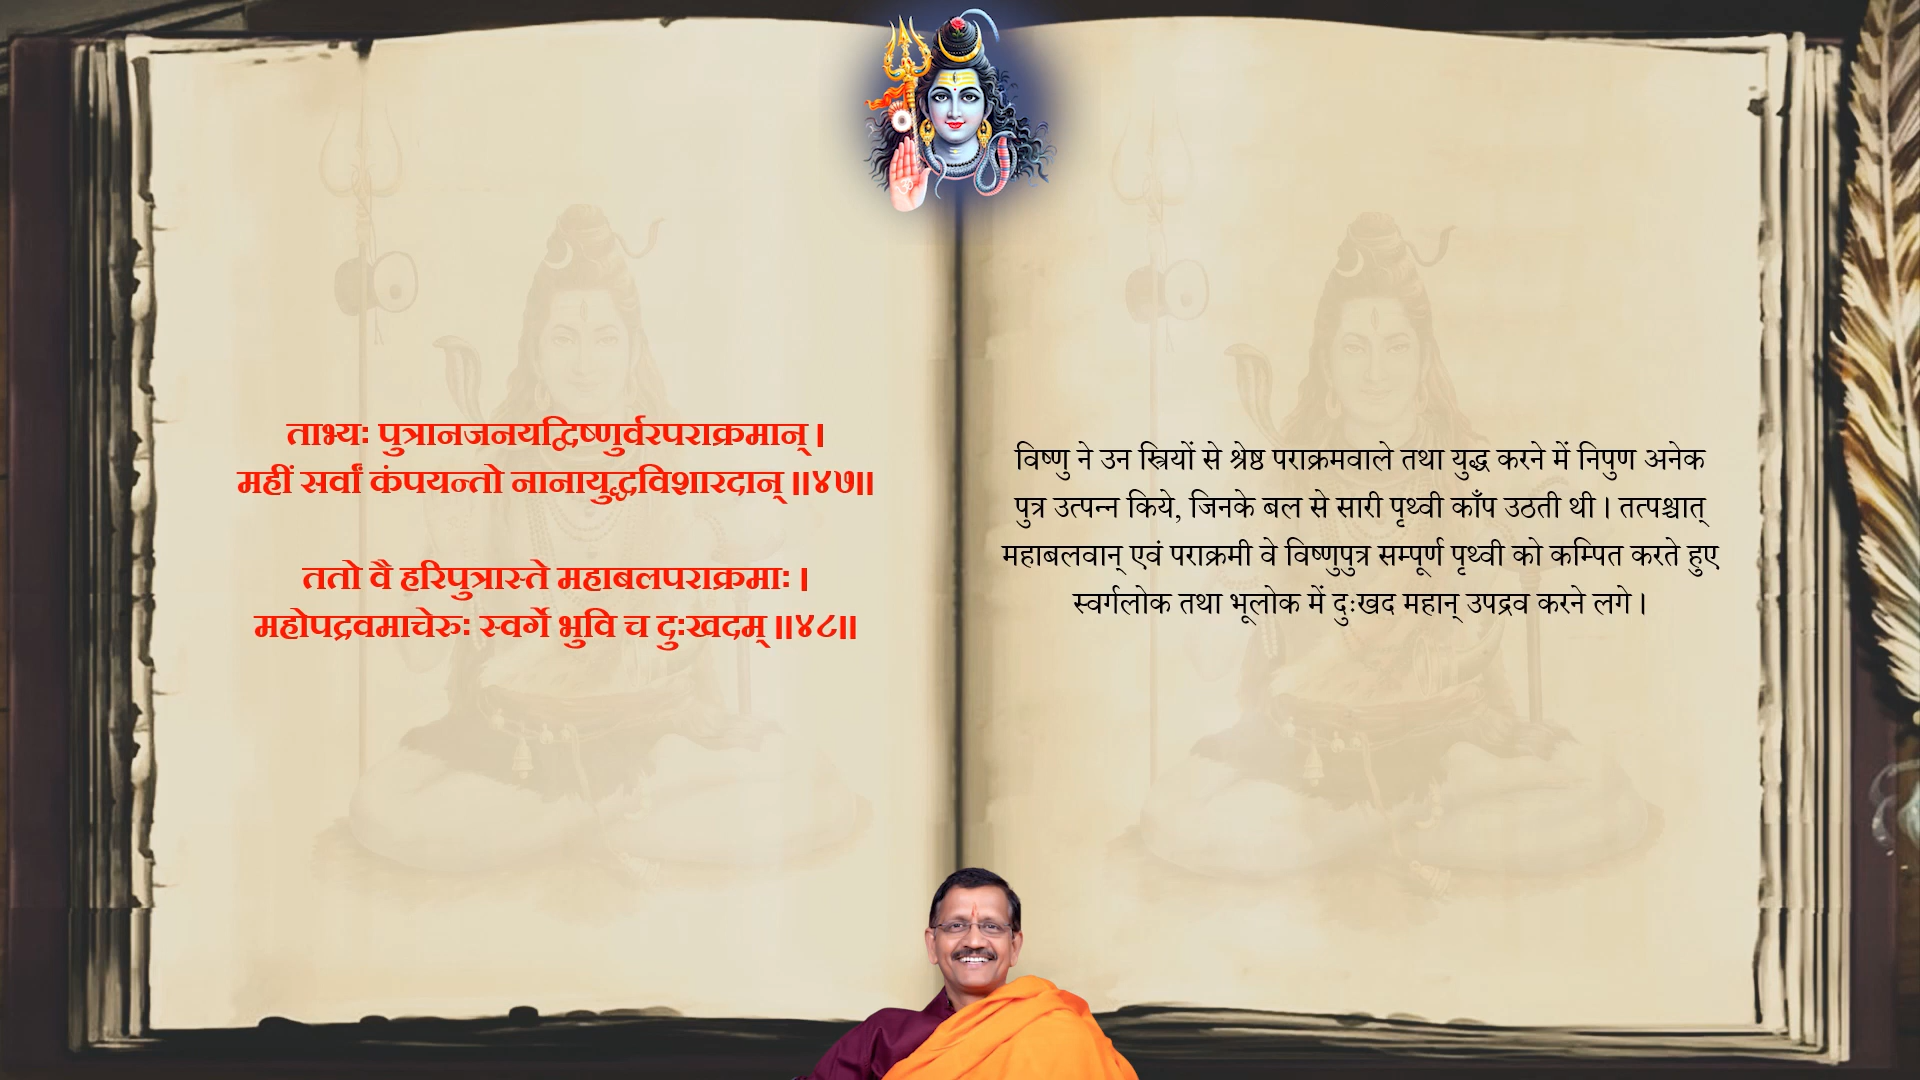 ताभ्यः पुत्रानजनयद्विष्णुर्वरपराक्रमान् ।
महीं सर्वां कंपयन्तो नानायुद्धविशारदान् ॥४७॥
ततो वै हरिपुत्रास्ते महाबलपराक्रमाः ।
महोपद्रवमाचेरुः स्वर्गे भुवि च दुःखदम् ॥४८॥
विष्णु ने उन स्त्रियों से श्रेष्ठ पराक्रमवाले तथा युद्ध करने में निपुण अनेक
पुत्र उत्पन्न किये, जिनके बल से सारी पृथ्वी काँप उठती थी । तत्पश्चात्
महाबलवान् एवं पराक्रमी वे विष्णुपुत्र सम्पूर्ण पृथ्वी को कम्पित करते हुए
स्वर्गलोक तथा भूलोक में दुःखद महान् उपद्रव करने लगे ।